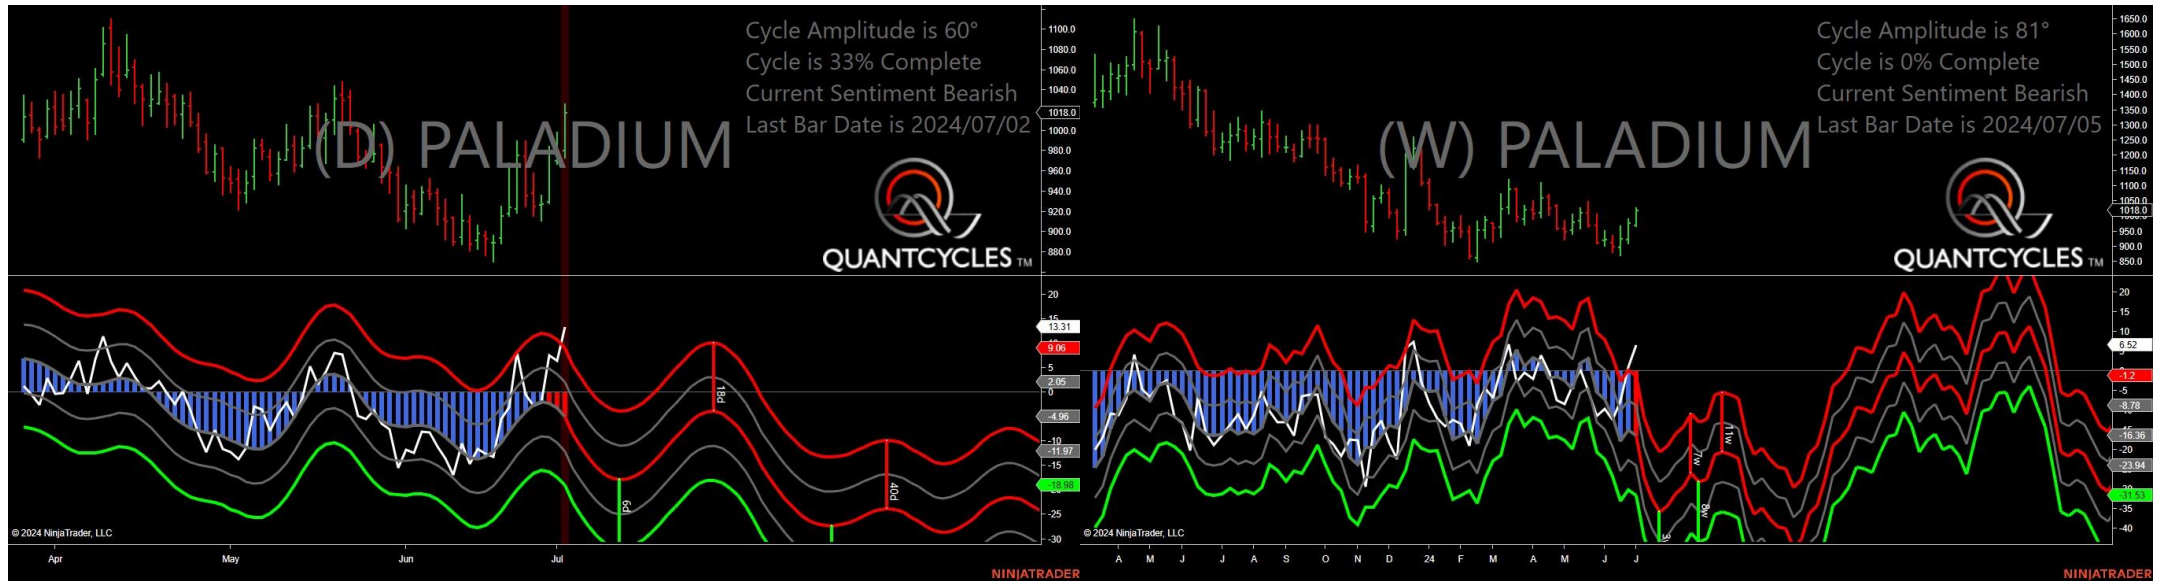 Cycle Amplitude is 60°
Cycle is 33% Complete
Current Sentiment Bearish
Last Bar Date is 2024/07/02
(D) PALADIUM
QUANTCYCLES TM
1100.0
1080.0
1060.0
1040.0
1018.0
1000.0
980.0
960.0
940.0
920.0
900.0
880.0
20
15
13.31
9.06
5
2.05
0
-4.96
-10
-11.97
-15
-18.98
-25
-30
18d
6d
40d
© 2024 NinjaTrader, LLC
Apr May Jun Jul
NINJATRADER
Cycle Amplitude is 81°
Cycle is 0% Complete
Current Sentiment Bearish
Last Bar Date is 2024/07/05
(W) PALADIUM
QUANTCYCLES TM
1650.0
1600.0
1550.0
1500.0
1450.0
1400.0
1350.0
1300.0
1250.0
1200.0
1150.0
1100.0
1050.0
1018.0
950.0
900.0
850.0
20
15
10
6.52
-1.2
-5
-8.78
-16.36
-20
-23.94
-31.53
-35
-40
7w
11w
8w
© 2024 NinjaTrader, LLC
A M J J A S O N D 24 F M A M J J
NINJATRADER